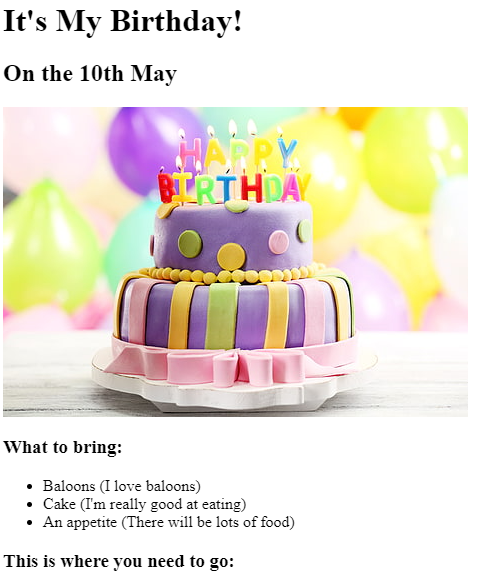 It's My Birthday!
On the 10th May
HAPPY
BIRTHDAY
What to bring:
Baloons (I love baloons)
Cake (I'm really good at eating)
An appetite (There will be lots of food)
This is where you need to go: